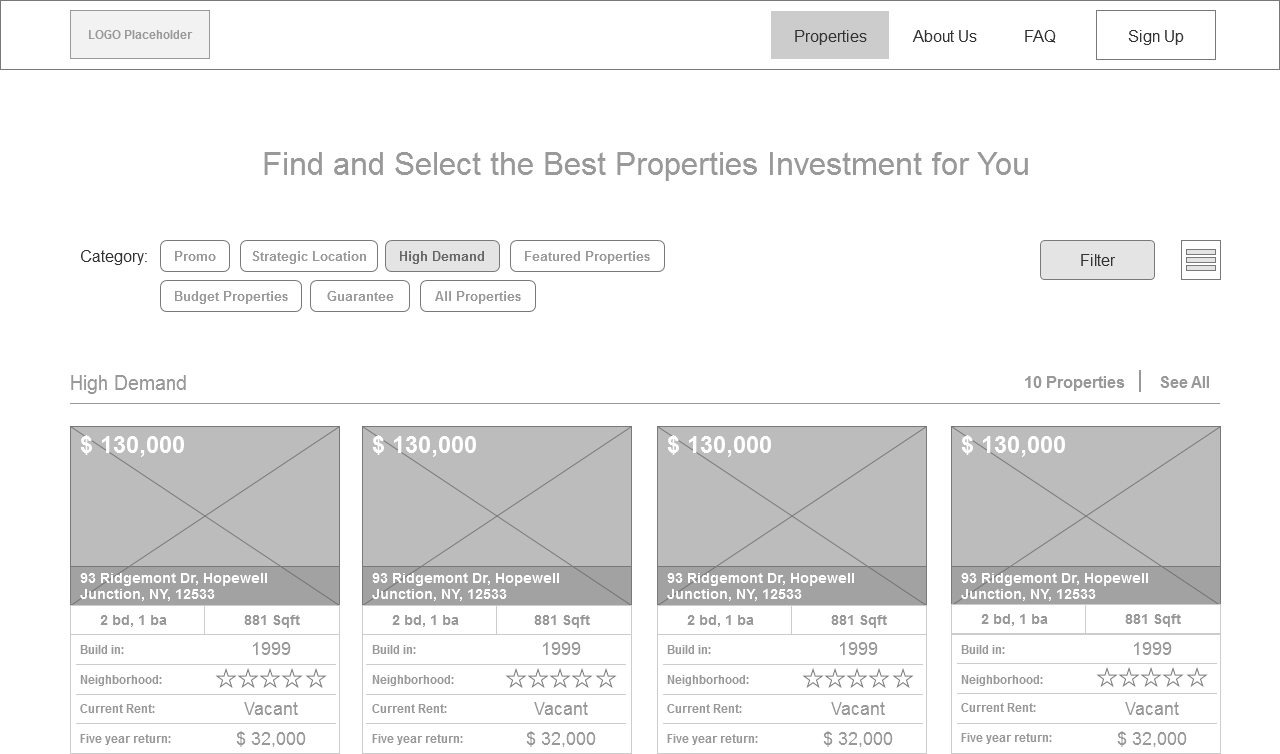 LOGO Placeholder
Properties About Us FAQ Sign Up
Find and Select the Best Properties Investment for You
Category: Promo Strategic Location High Demand Featured Properties Filter
Budget Properties Guarantee All Properties
High Demand 10 Properties See All
$ 130,000
93 Ridgemont Dr, Hopewell
Junction, NY, 12533
2 bd, 1 ba 881 Sqft
Build in: 1999
Neighborhood:
Current Rent: Vacant
Five year return: $ 32,000
$ 130,000
93 Ridgemont Dr, Hopewell
Junction, NY, 12533
2 bd, 1 ba 881 Sqft
Build in: 1999
Neighborhood:
Current Rent: Vacant
Five year return: $ 32,000
$ 130,000
93 Ridgemont Dr, Hopewell
Junction, NY, 12533
2 bd, 1 ba 881 Sqft
Build in: 1999
Neighborhood:
Current Rent: Vacant
Five year return: $ 32,000
$ 130,000
93 Ridgemont Dr, Hopewell
Junction, NY, 12533
2 bd, 1 ba 881 Sqft
Build in: 1999
Neighborhood:
Current Rent: Vacant
Five year return: $ 32,000